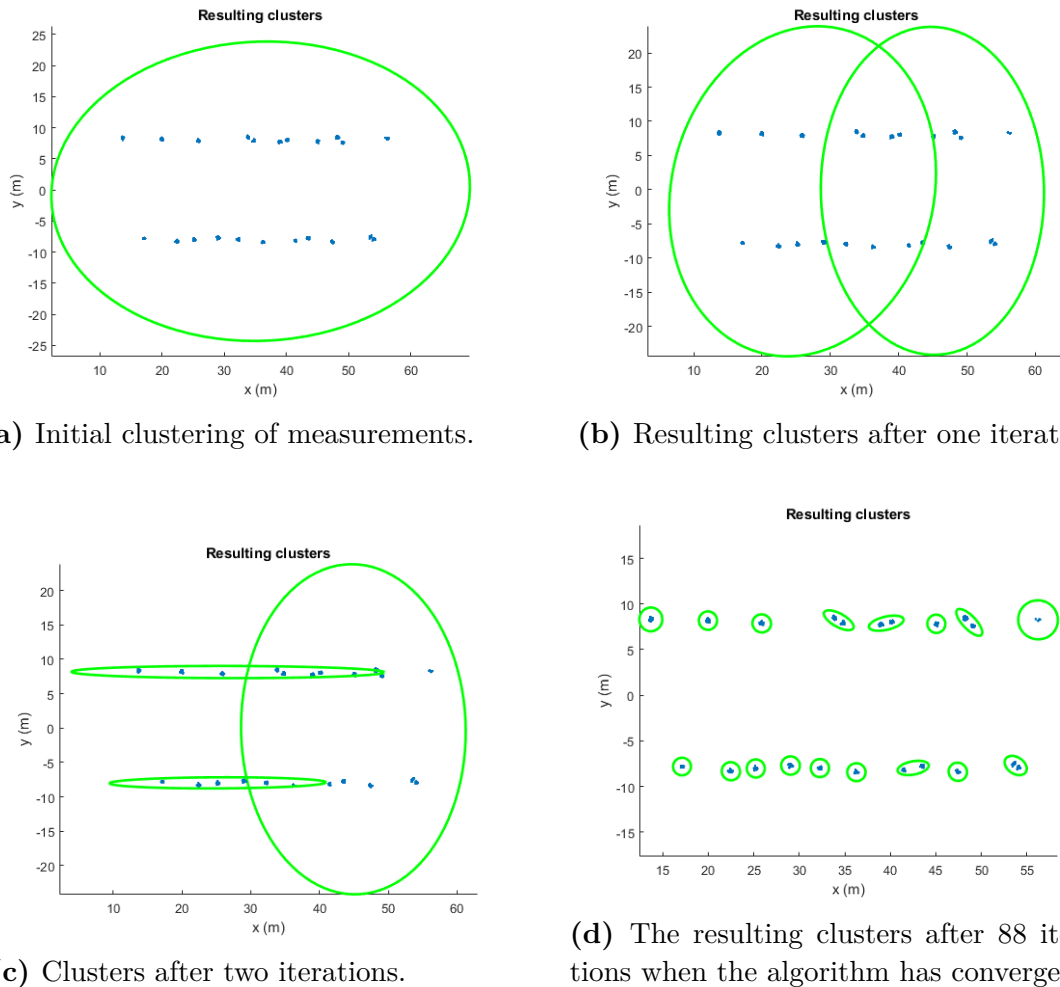 Resulting clusters
25
20
15
10
5
0
-5
-10
-15
-20
-25
y (m)
10 20 30 40 50 60
x (m)
a) Initial clustering of measurements.
Resulting clusters
20
15
10
5
0
-5
-10
-15
-20
y (m)
10 20 30 40 50 60
x (m)
(b) Resulting clusters after one iterat
Resulting clusters
20
15
10
5
0
-5
-10
-15
-20
y (m)
10 20 30 40 50 60
x (m)
c) Clusters after two iterations.
Resulting clusters
15
10
5
0
-5
-10
-15
y (m)
15 20 25 30 35 40 45 50 55
x (m)
(d) The resulting clusters after 88 it
tions when the algorithm has converge